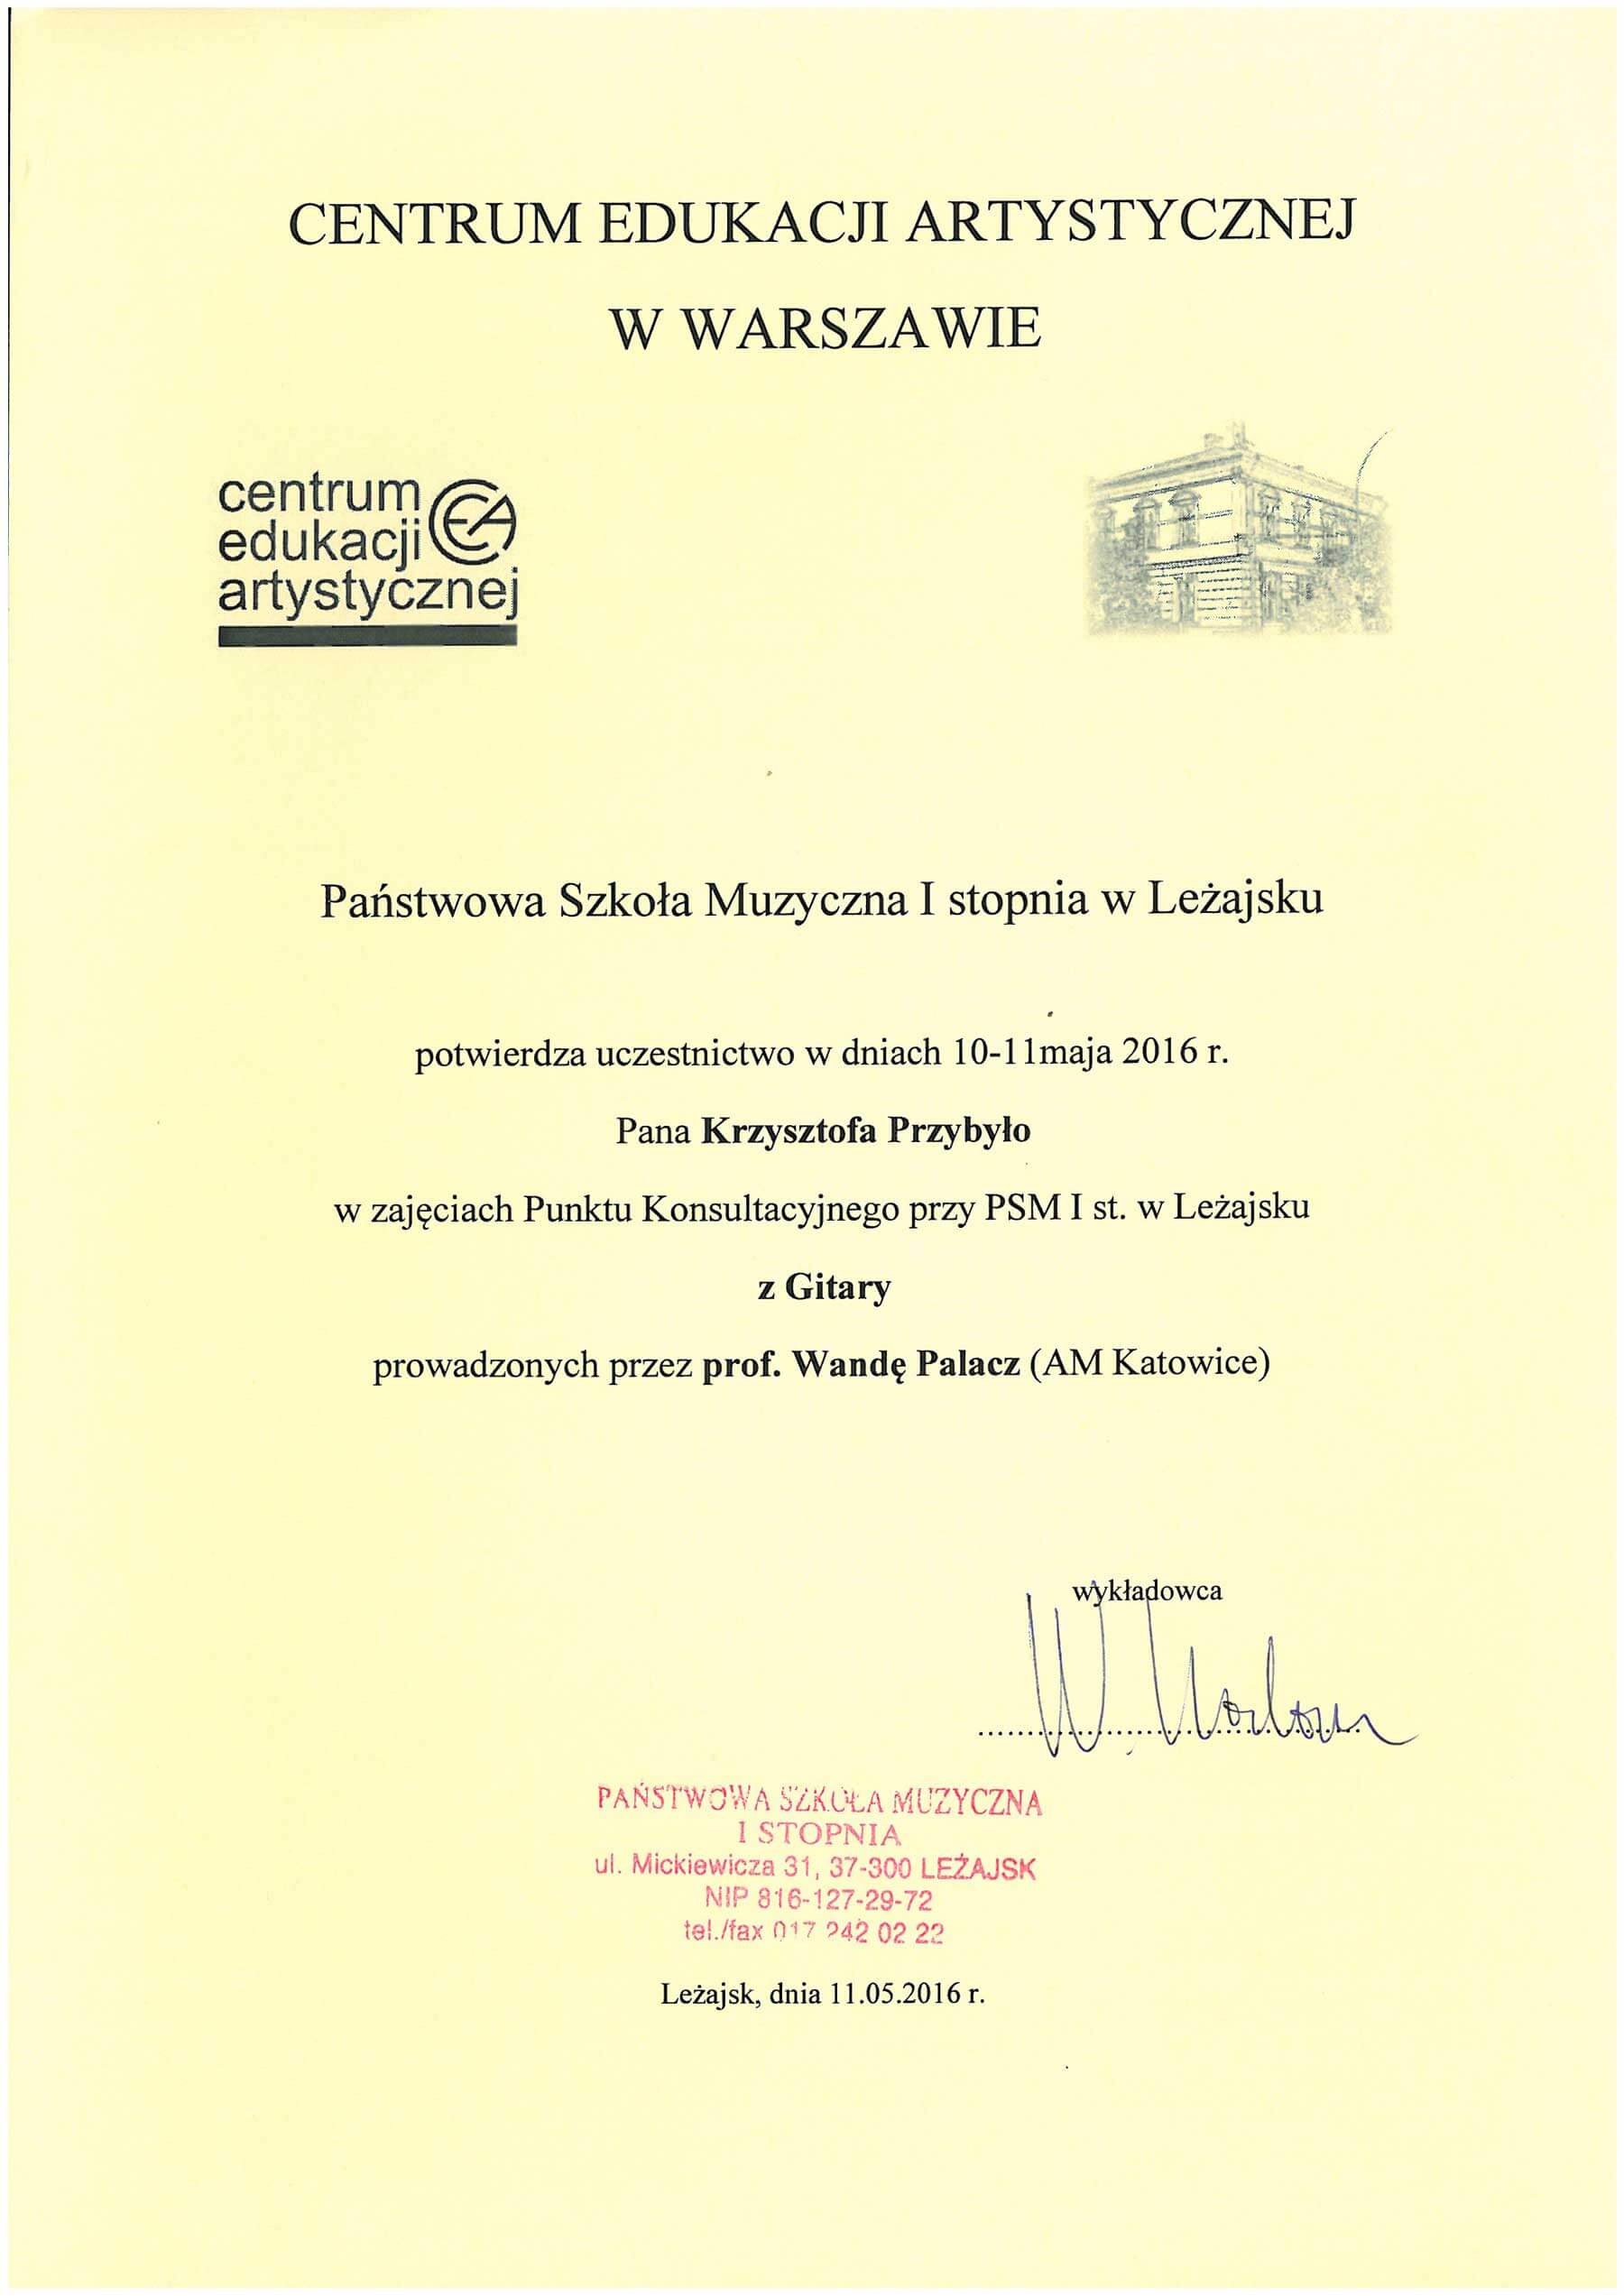 CENTRUM EDUKACJI ARTYSTYCZNEJ
W WARSZAWIE
centrum
edukacji
artystycznej
CEA
Państwowa Szkoła Muzyczna I stopnia w Leżajsku
potwierdza uczestnictwo w dniach 10-11maja 2016 r.
Pana Krzysztofa Przybyło
w zajęciach Punktu Konsultacyjnego przy PSM I st. w Leżajsku
z Gitary
prowadzonych przez prof. Wandę Palacz (AM Katowice)
wykładowca
PAŃSTWOWA SZKOŁA MUZYCZNA
I STOPNIA
ul. Mickiewicza 31, 37-300 LEŻAJSK
NIP 816-127-29-72
tel./fax 017 242 02 22
Leżajsk, dnia 11.05.2016 r.